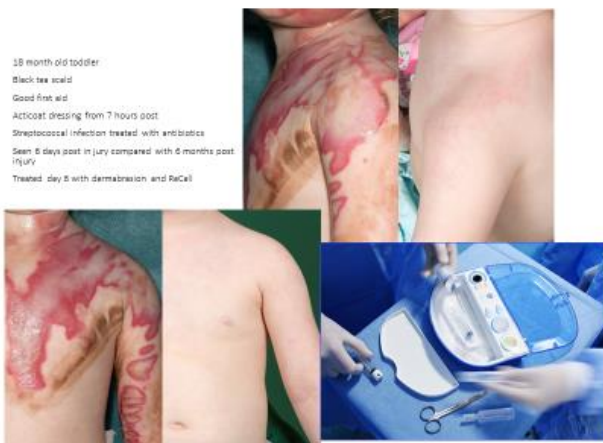 18 month old toddler
Black tea scald
Good first aid
Acticoat dressing from 7 hours post
Streptococcal infection treated with antibiotics
Seen 8 days post in jury compared with 6 months post
injury
Treated day 8 with dermabrasion and ReCell